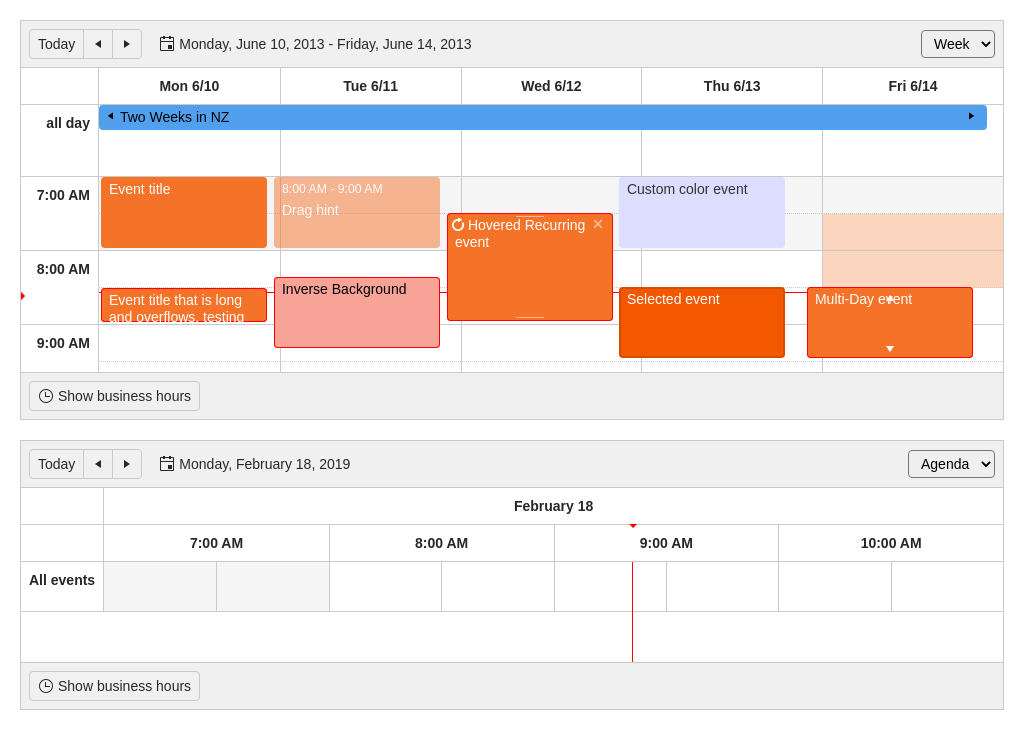 Today
Monday, June 10, 2013 - Friday, June 14, 2013
Week
Mon 6/10
Tue 6/11
Wed 6/12
Thu 6/13
Fri 6/14
all day
Two Weeks in NZ
7:00 AM
Event title
8:00 AM - 9:00 AM
Drag hint
Hovered Recurring
event
Custom color event
8:00 AM
Event title that is long
and overflows, testing
Inverse Background
Selected event
Multi-Day event
9:00 AM
Show business hours
Today
Monday, February 18, 2019
Agenda
February 18
7:00 AM
8:00 AM
9:00 AM
10:00 AM
All events
Show business hours